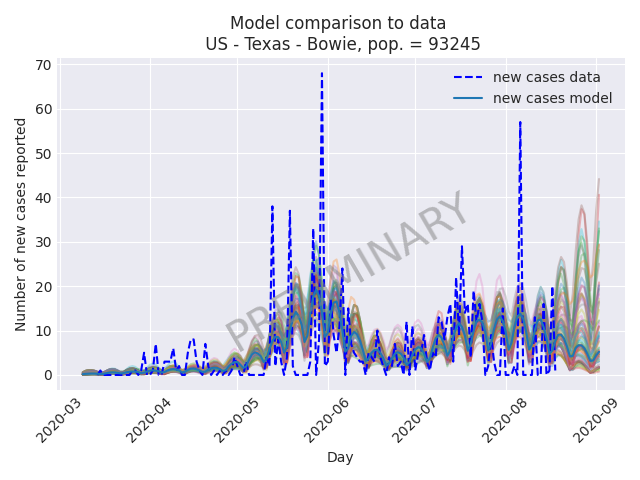 Model comparison to data
US - Texas - Bowie, pop. = 93245
Number of new cases reported
70
60
50
40
30
20
10
0
new cases data
new cases model
PRELIMINARY
2020-03
2020-04
2020-05
2020-06
2020-07
2020-08
2020-09
Day